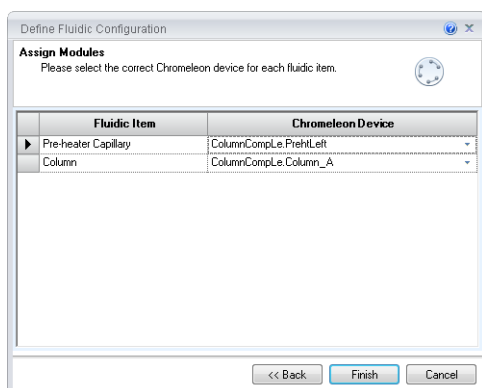 Define Fluidic Configuration
Assign Modules
Please select the correct Chromeleon device for each fluidic item.
Fluidic Item Chromeleon Device
Pre-heater Capillary ColumnCompLe.PrehtLeft
Column ColumnCompLe.Column_A
<< Back Finish Cancel